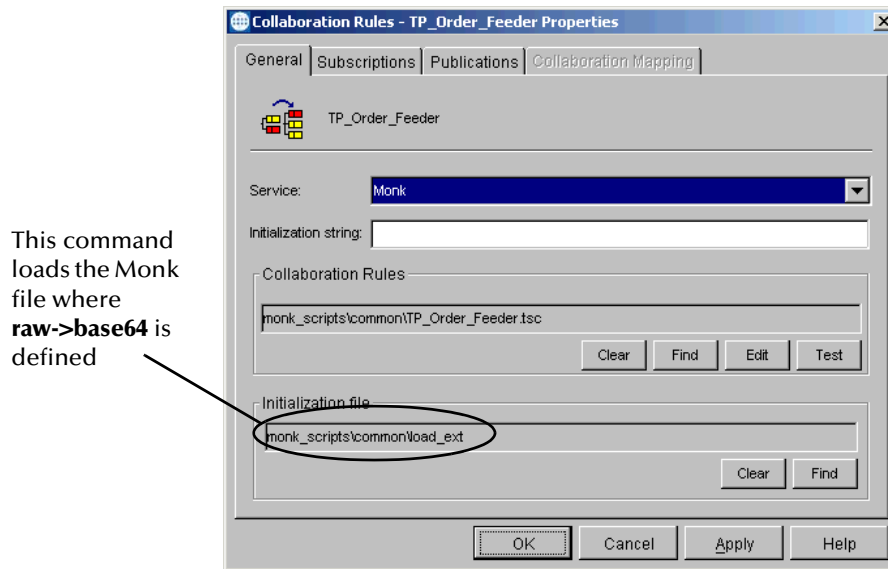 Collaboration Rules - TP_Order_Feeder Properties
General Subscriptions Publications Collaboration Mapping
TP_Order_Feeder
Service: Monk
Initialization string:
Collaboration Rules
monk_scripts\common\TP_Order_Feeder.tsc
Clear Find Edit Test
Initialization file
monk_scripts\common\load_ext
Clear Find
OK Cancel Apply Help
This command
loads the Monk
file where
raw->base64 is
defined